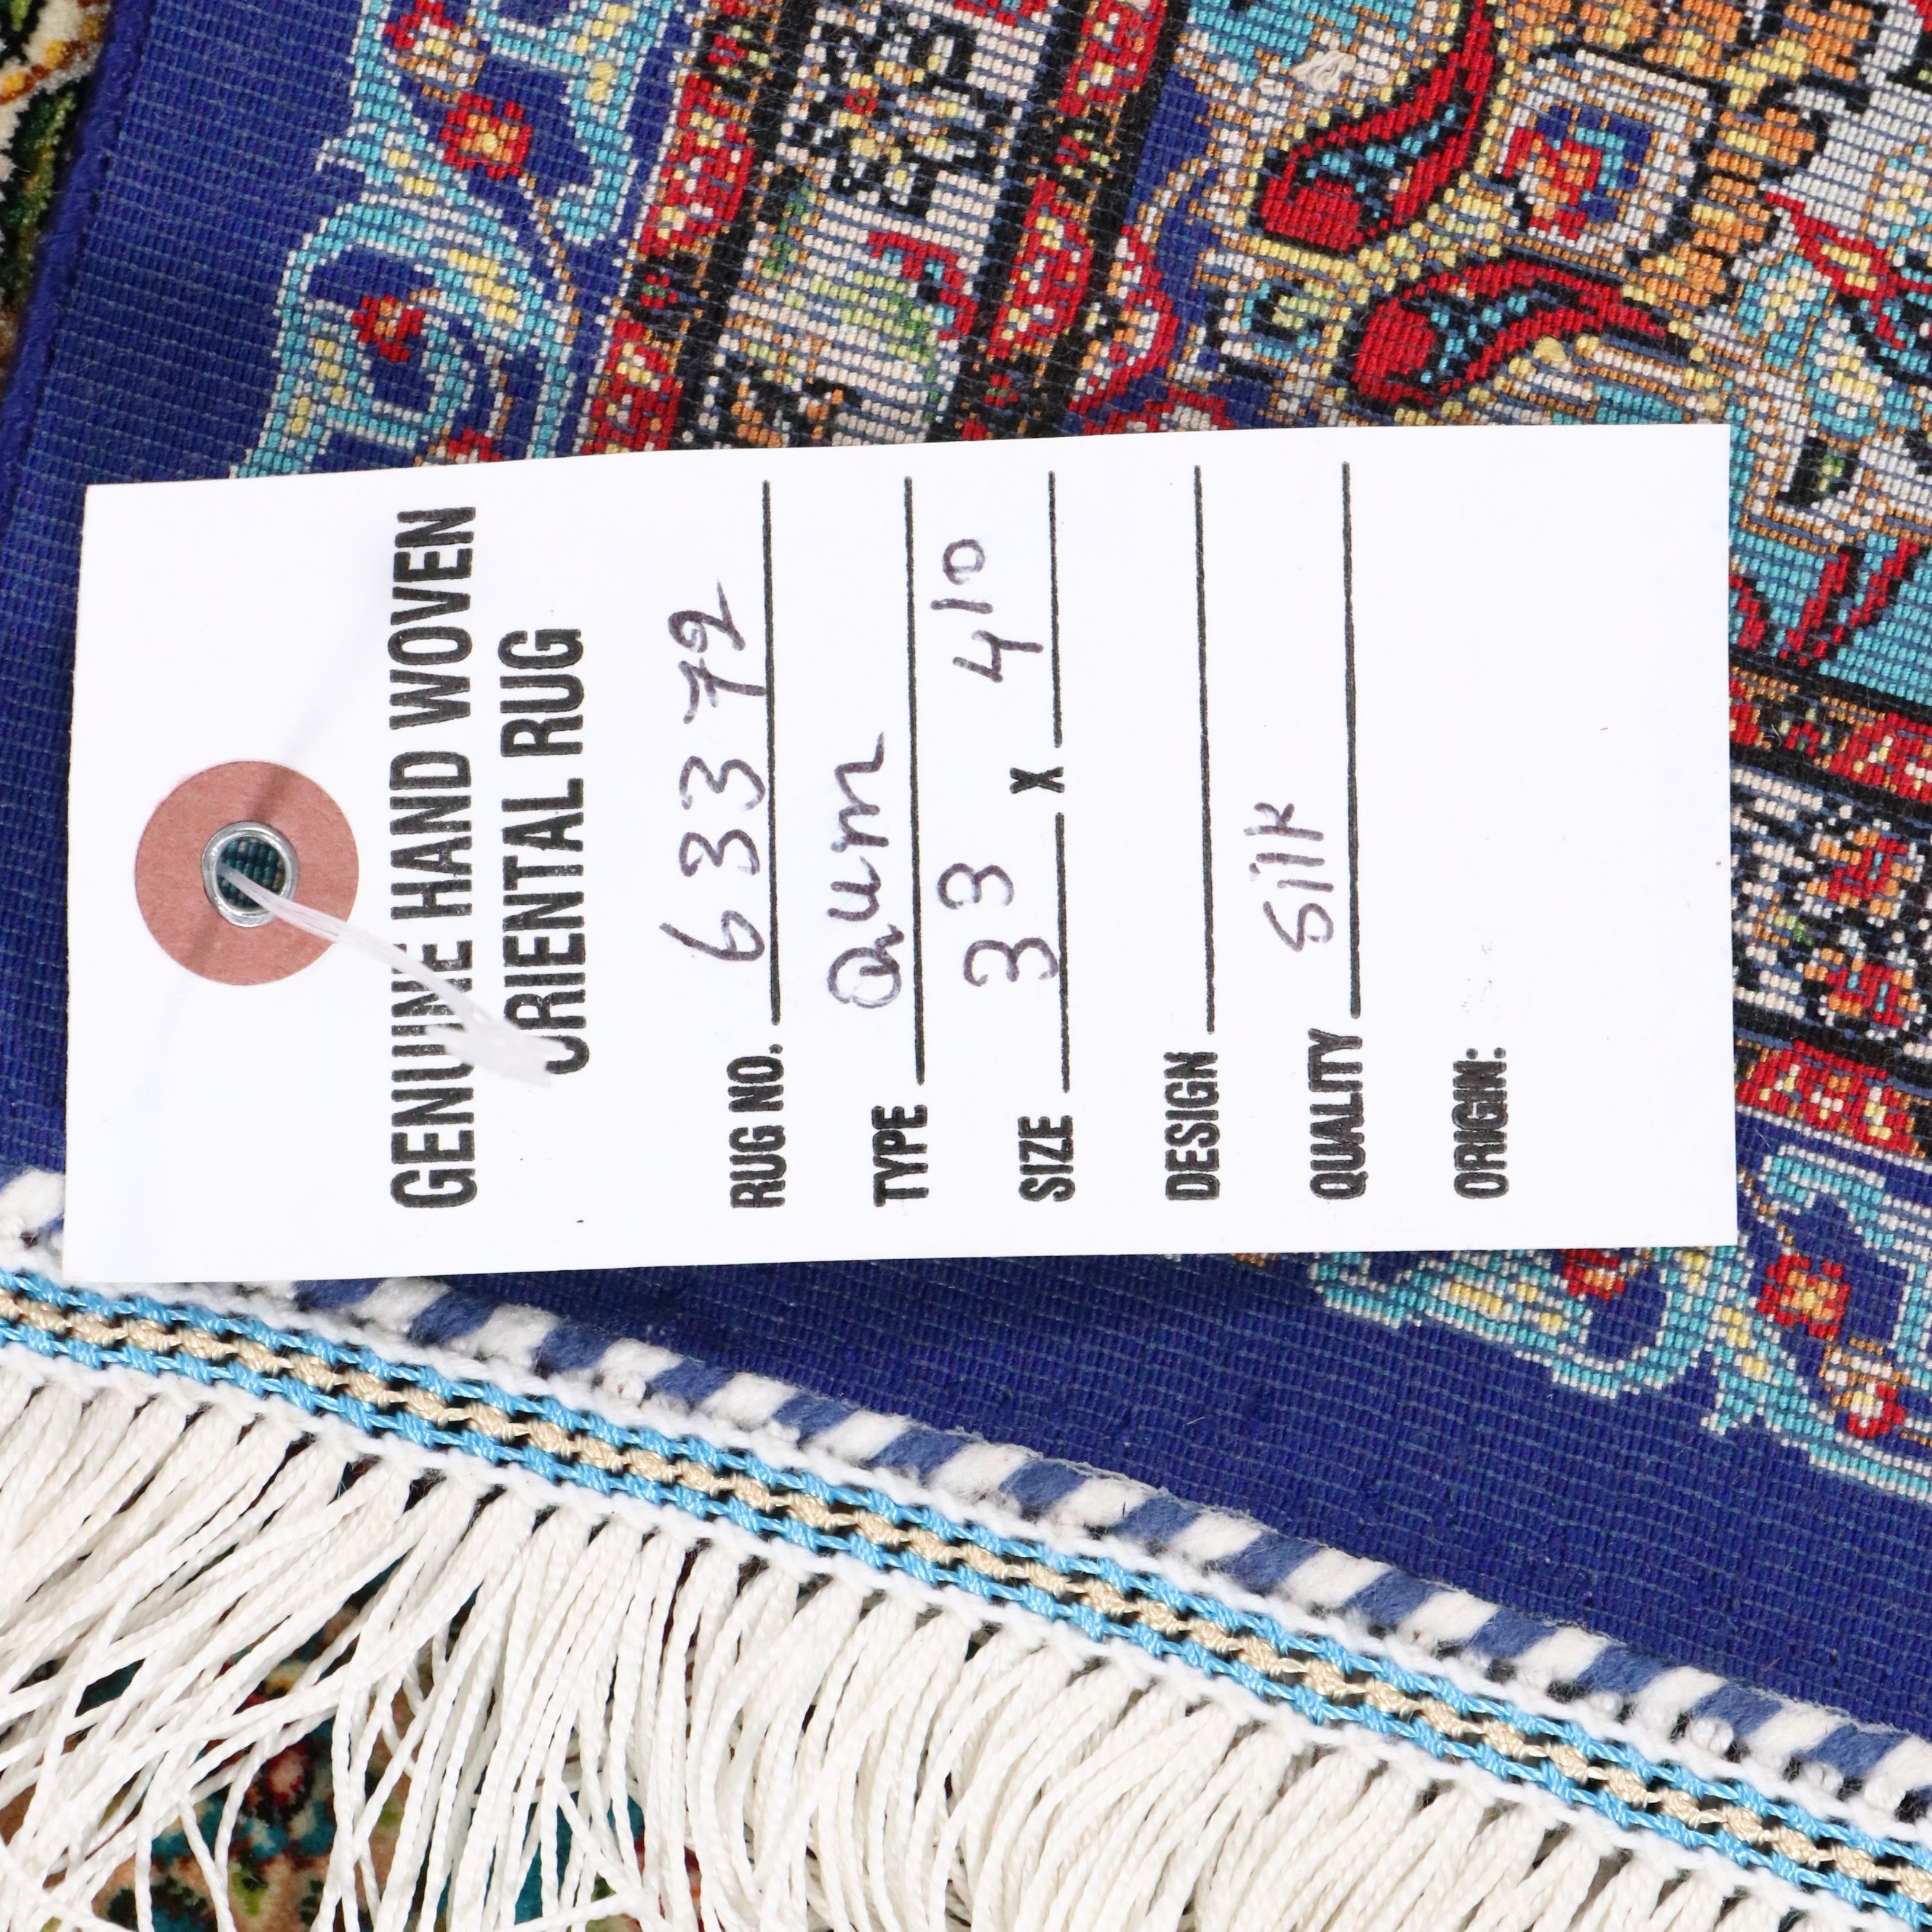 GENUINE HAND WOVEN
ORIENTAL RUG
RUG NO. 63372
TYPE Qum
SIZE 33 X 410
DESIGN
QUALITY Silk
ORIGIN: